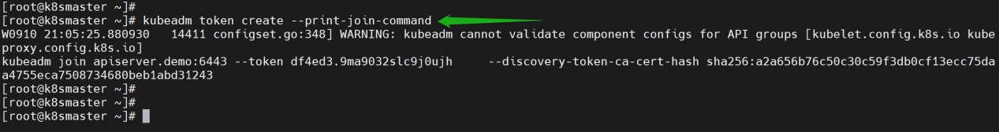 [root@k8smaster ~]#
[root@k8smaster ~]# kubeadm token create --print-join-command
W0910 21:05:25.880930   14411 configset.go:348] WARNING: kubeadm cannot validate component configs for API groups [kubelet.config.k8s.io kube
proxy.config.k8s.io]
kubeadm join apiserver.demo:6443 --token df4ed3.9ma9032slc9j0ujh     --discovery-token-ca-cert-hash sha256:a2a656b76c50c30c59f3db0cf13ecc75da
a4755eca7508734680beb1abd31243
[root@k8smaster ~]#
[root@k8smaster ~]#
[root@k8smaster ~]#